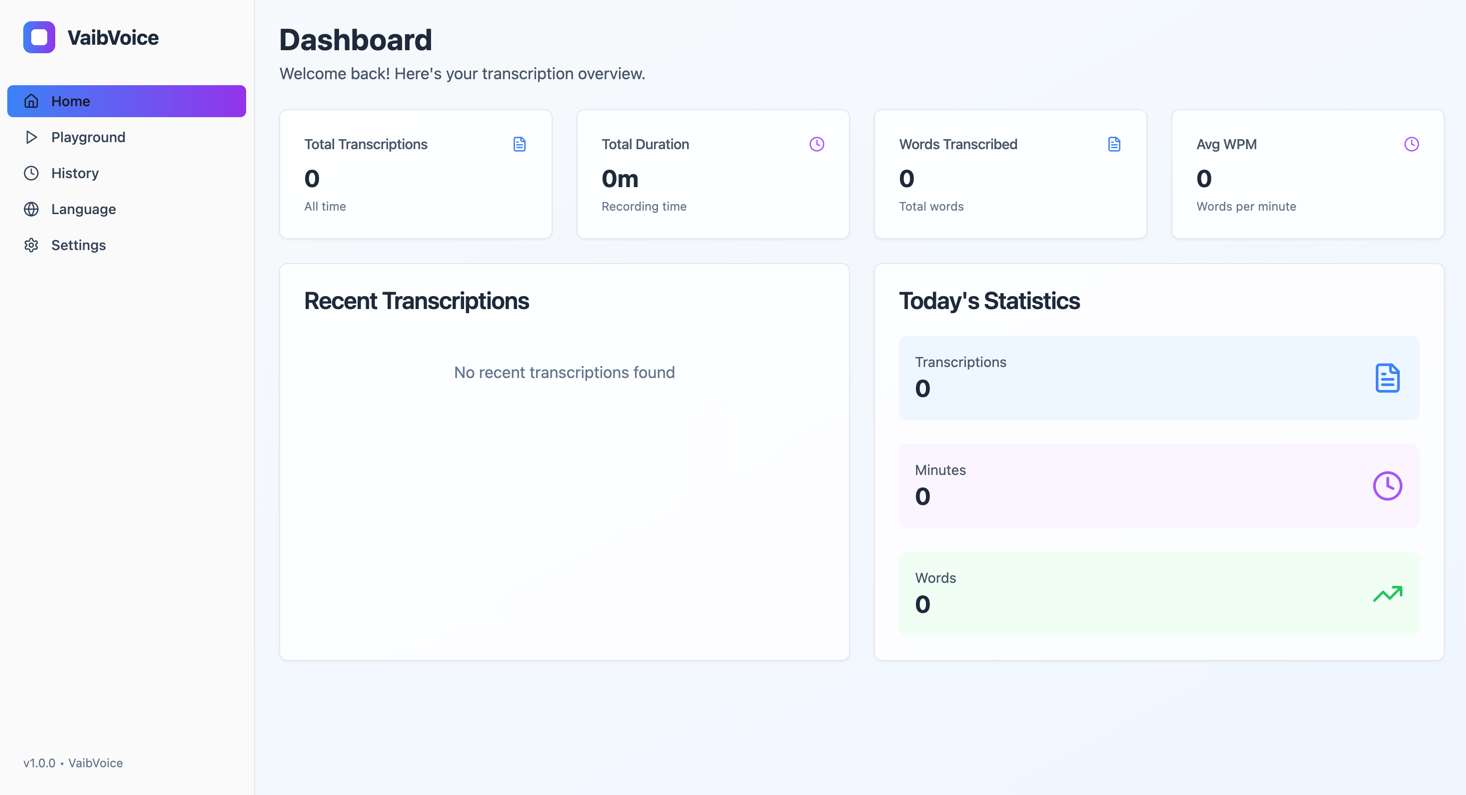 VaibVoice
Home
Playground
History
Language
Settings
v1.0.0 • VaibVoice
Dashboard
Welcome back! Here's your transcription overview.
Total Transcriptions
0
All time
Total Duration
0m
Recording time
Words Transcribed
0
Total words
Avg WPM
0
Words per minute
Recent Transcriptions
No recent transcriptions found
Today's Statistics
Transcriptions
0
Minutes
0
Words
0